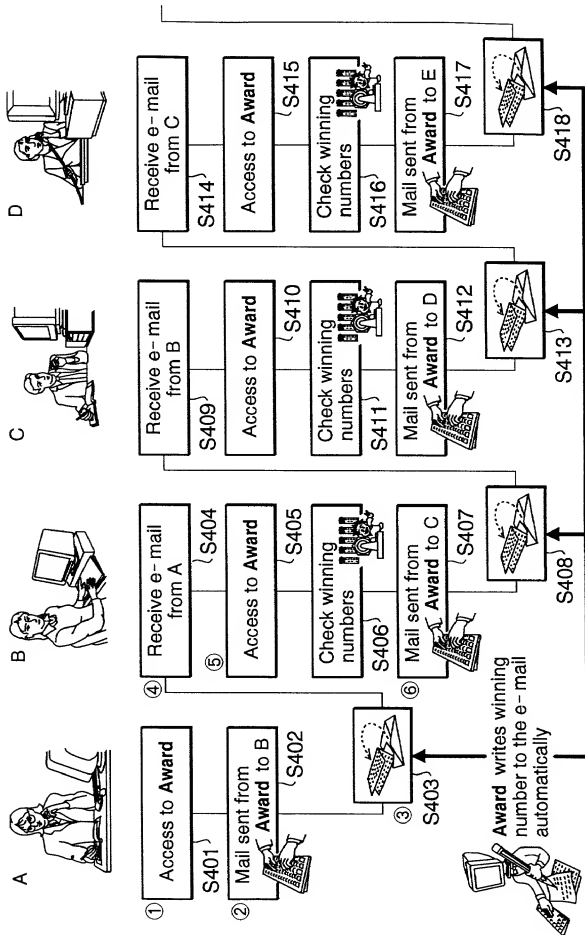 A
①
Access to Award
S401
②
Mail sent from
Award to B
S402
③
S403
Award writes winning
number to the e-mail
automatically
B
④
Receive e-mail
from A
S404
⑤
Access to Award
S405
Check winning
numbers
S406
⑥
Mail sent from
Award to C
S407
S408
C
Receive e-mail
from B
S409
Access to Award
S410
Check winning
numbers
S411
Mail sent from
Award to D
S412
S413
D
Receive e-mail
from C
S414
Access to Award
S415
Check winning
numbers
S416
Mail sent from
Award to E
S417
S418